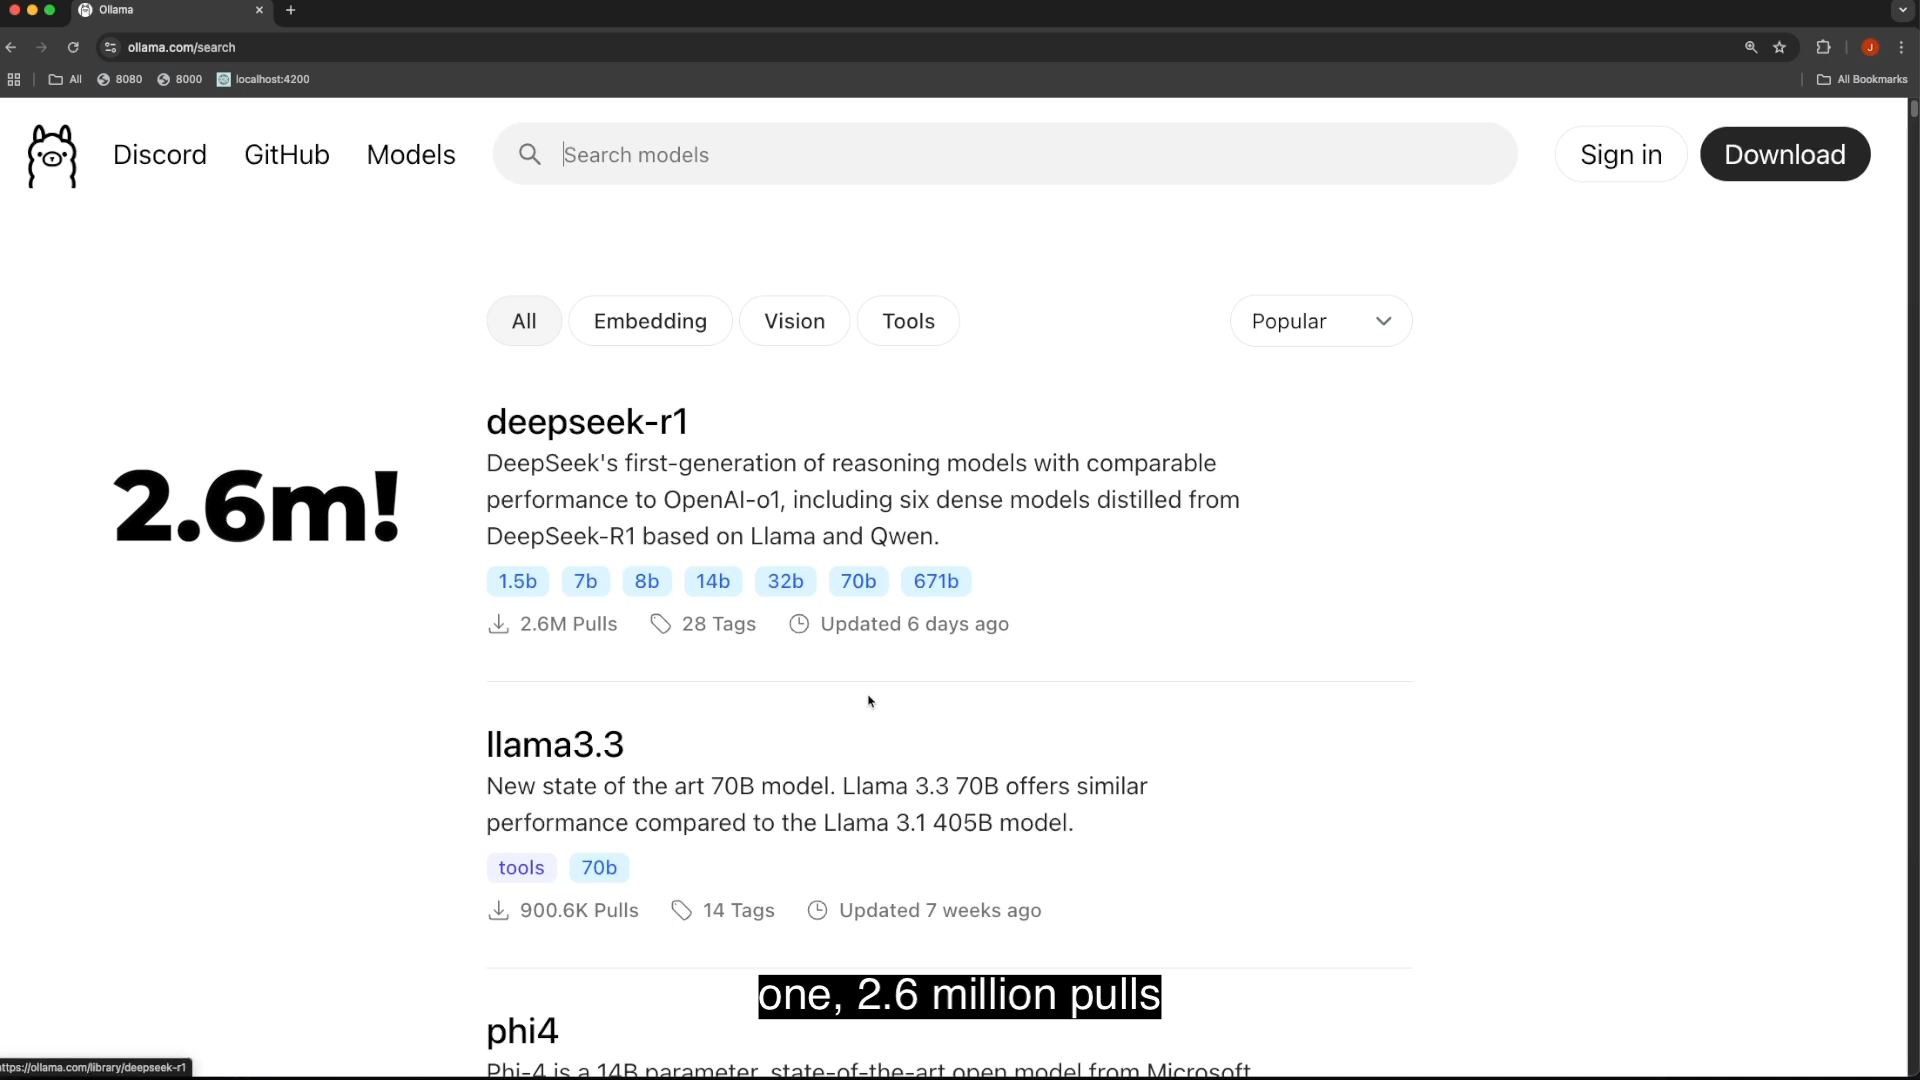 Ollama
ollama.com/search
All
8080
8000
localhost:4200
All Bookmarks
Discord
GitHub
Models
Search models
Sign in
Download
All
Embedding
Vision
Tools
Popular
2.6m!
deepseek-r1
DeepSeek's first-generation of reasoning models with comparable
performance to OpenAI-o1, including six dense models distilled from
DeepSeek-R1 based on Llama and Qwen.
1.5b 7b 8b 14b 32b 70b 671b
2.6M Pulls 28 Tags Updated 6 days ago
llama3.3
New state of the art 70B model. Llama 3.3 70B offers similar
performance compared to the Llama 3.1 405B model.
tools 70b
900.6K Pulls 14 Tags Updated 7 weeks ago
one, 2.6 million pulls
phi4
Phi-4 is a 14B parameter, state-of-the-art open model from Microsoft
ttps://ollama.com/library/deepseek-r1
J